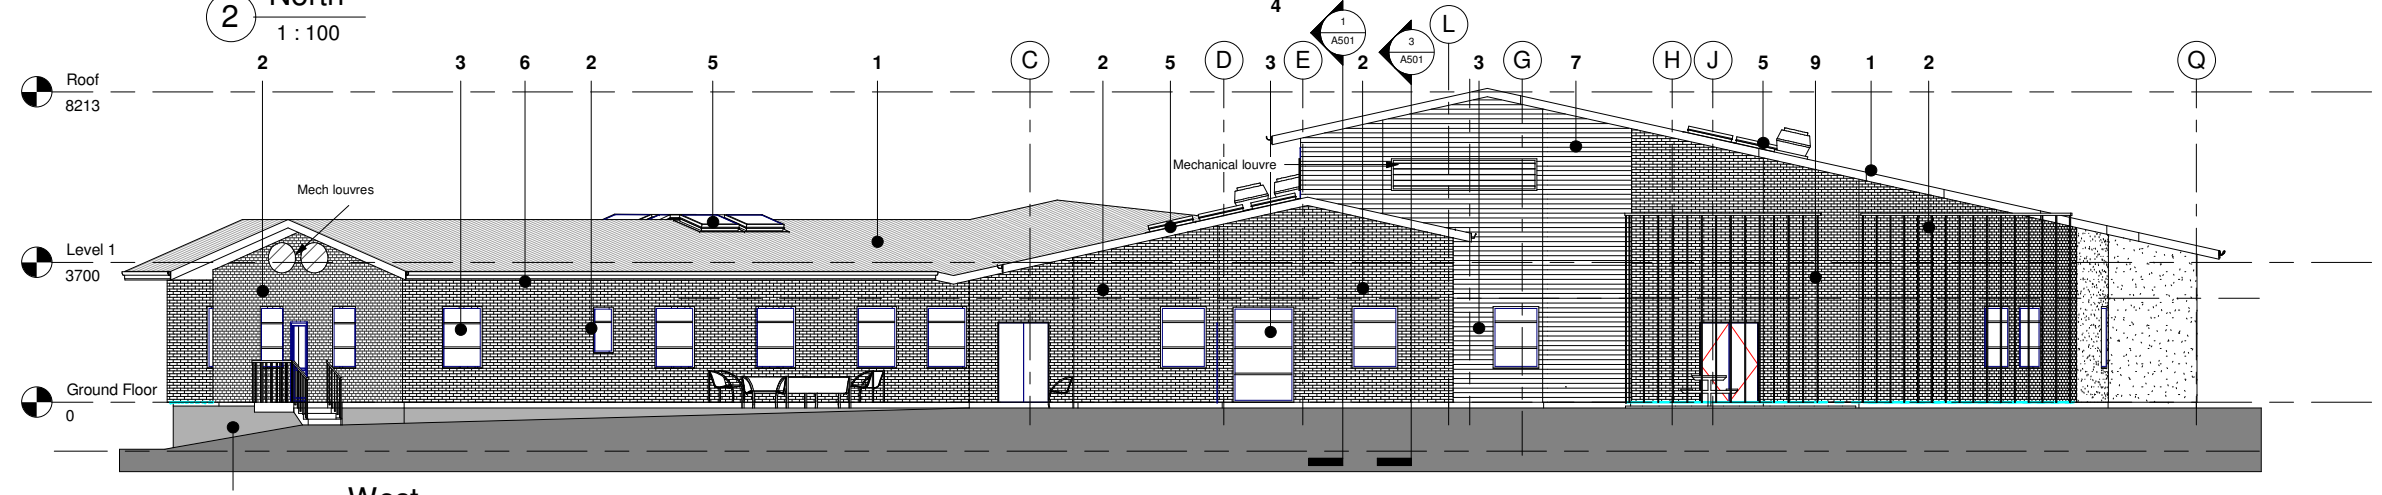 North
2
1 : 100
4
1
A501
3
A501
L
2
3
6
2
5
1
C
2
5
D
3
E
2
3
G
7
H
J
5
9
1
2
Q
Roof
8213
Mechanical louvre
Mech louvres
Level 1
3700
Ground Floor
0
West